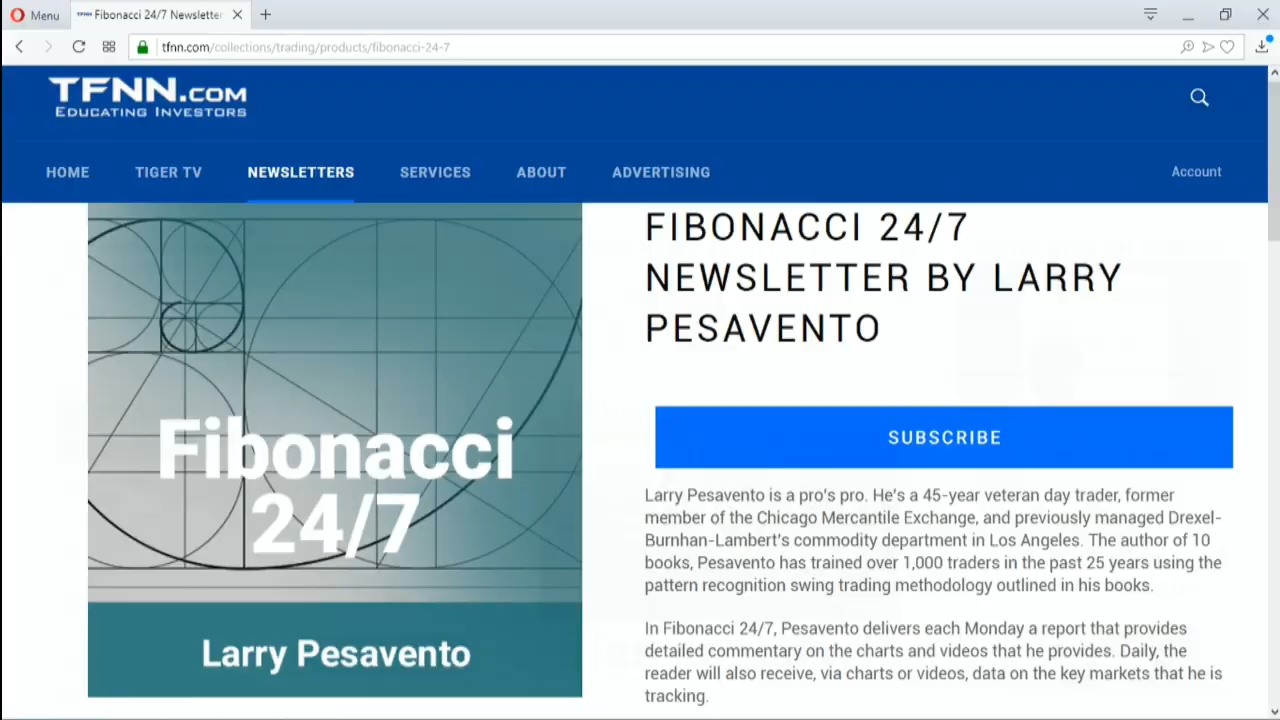 Menu
Fibonacci 24/7 Newsletter
tfnn.com/collections/trading/products/fibonacci-24-7
TFNN.COM
EDUCATING INVESTORS
HOME
TIGER TV
NEWSLETTERS
SERVICES
ABOUT
ADVERTISING
Account
Fibonacci
24/7
Larry Pesavento
FIBONACCI 24/7
NEWSLETTER BY LARRY
PESAVENTO
SUBSCRIBE
Larry Pesavento is a pro's pro. He's a 45-year veteran day trader, former
member of the Chicago Mercantile Exchange, and previously managed Drexel-
Burnhan-Lambert's commodity department in Los Angeles. The author of 10
books, Pesavento has trained over 1,000 traders in the past 25 years using the
pattern recognition swing trading methodology outlined in his books.
In Fibonacci 24/7, Pesavento delivers each Monday a report that provides
detailed commentary on the charts and videos that he provides. Daily, the
reader will also receive, via charts or videos, data on the key markets that he is
tracking.